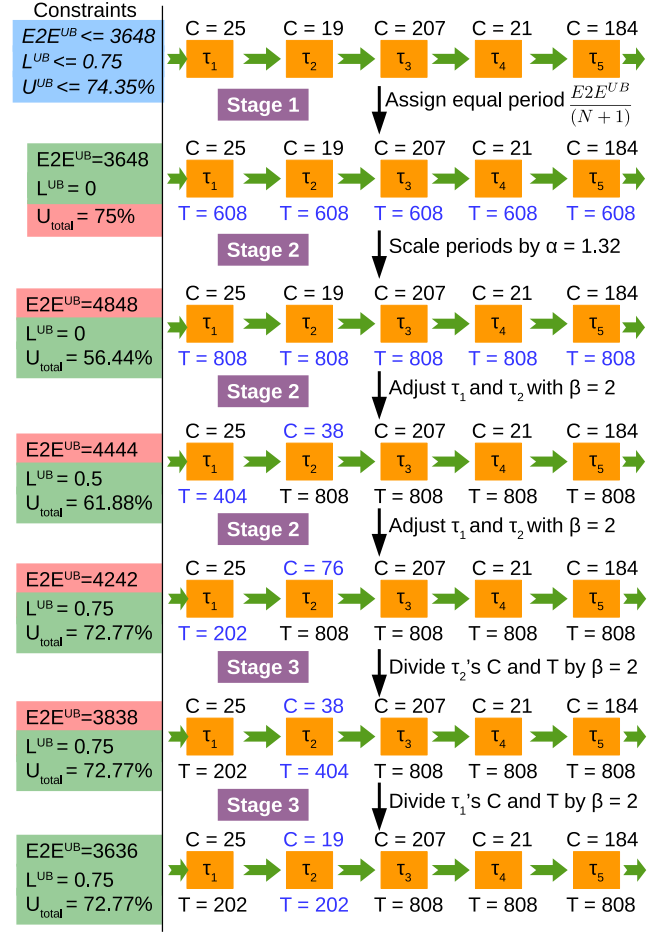 Constraints
E2E^UB <= 3648
L^UB <= 0.75
U^UB <= 74.35%
C = 25 C = 19 C = 207 C = 21 C = 184
τ1 τ2 τ3 τ4 τ5
Stage 1 Assign equal period E2E^UB/(N + 1)
E2E^UB=3648
L^UB = 0
U_total = 75%
C = 25 C = 19 C = 207 C = 21 C = 184
τ1 τ2 τ3 τ4 τ5
T = 608 T = 608 T = 608 T = 608 T = 608
Stage 2 Scale periods by α = 1.32
E2E^UB=4848
L^UB = 0
U_total = 56.44%
C = 25 C = 19 C = 207 C = 21 C = 184
τ1 τ2 τ3 τ4 τ5
T = 808 T = 808 T = 808 T = 808 T = 808
Stage 2 Adjust τ1 and τ2 with β = 2
E2E^UB=4444
L^UB = 0.5
U_total = 61.88%
C = 25 C = 38 C = 207 C = 21 C = 184
τ1 τ2 τ3 τ4 τ5
T = 404 T = 808 T = 808 T = 808 T = 808
Stage 2 Adjust τ1 and τ2 with β = 2
E2E^UB=4242
L^UB = 0.75
U_total = 72.77%
C = 25 C = 76 C = 207 C = 21 C = 184
τ1 τ2 τ3 τ4 τ5
T = 202 T = 808 T = 808 T = 808 T = 808
Stage 3 Divide τ2's C and T by β = 2
E2E^UB=3838
L^UB = 0.75
U_total = 72.77%
C = 25 C = 38 C = 207 C = 21 C = 184
τ1 τ2 τ3 τ4 τ5
T = 202 T = 404 T = 808 T = 808 T = 808
Stage 3 Divide τ1's C and T by β = 2
E2E^UB=3636
L^UB = 0.75
U_total = 72.77%
C = 25 C = 19 C = 207 C = 21 C = 184
τ1 τ2 τ3 τ4 τ5
T = 202 T = 202 T = 808 T = 808 T = 808